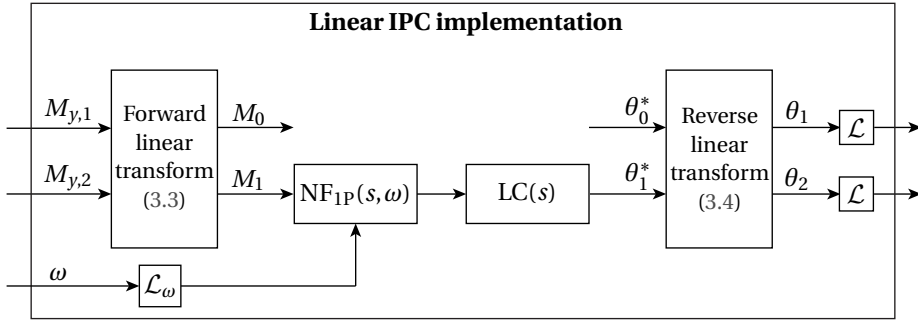 Linear IPC implementation
M_{y,1}
Forward linear transform (3.3)
M_0
θ_0^*
Reverse linear transform (3.4)
θ_1
ℒ
M_{y,2}
M_1
NF_{1P}(s,ω)
LC(s)
θ_1^*
θ_2
ℒ
ω
ℒ_ω